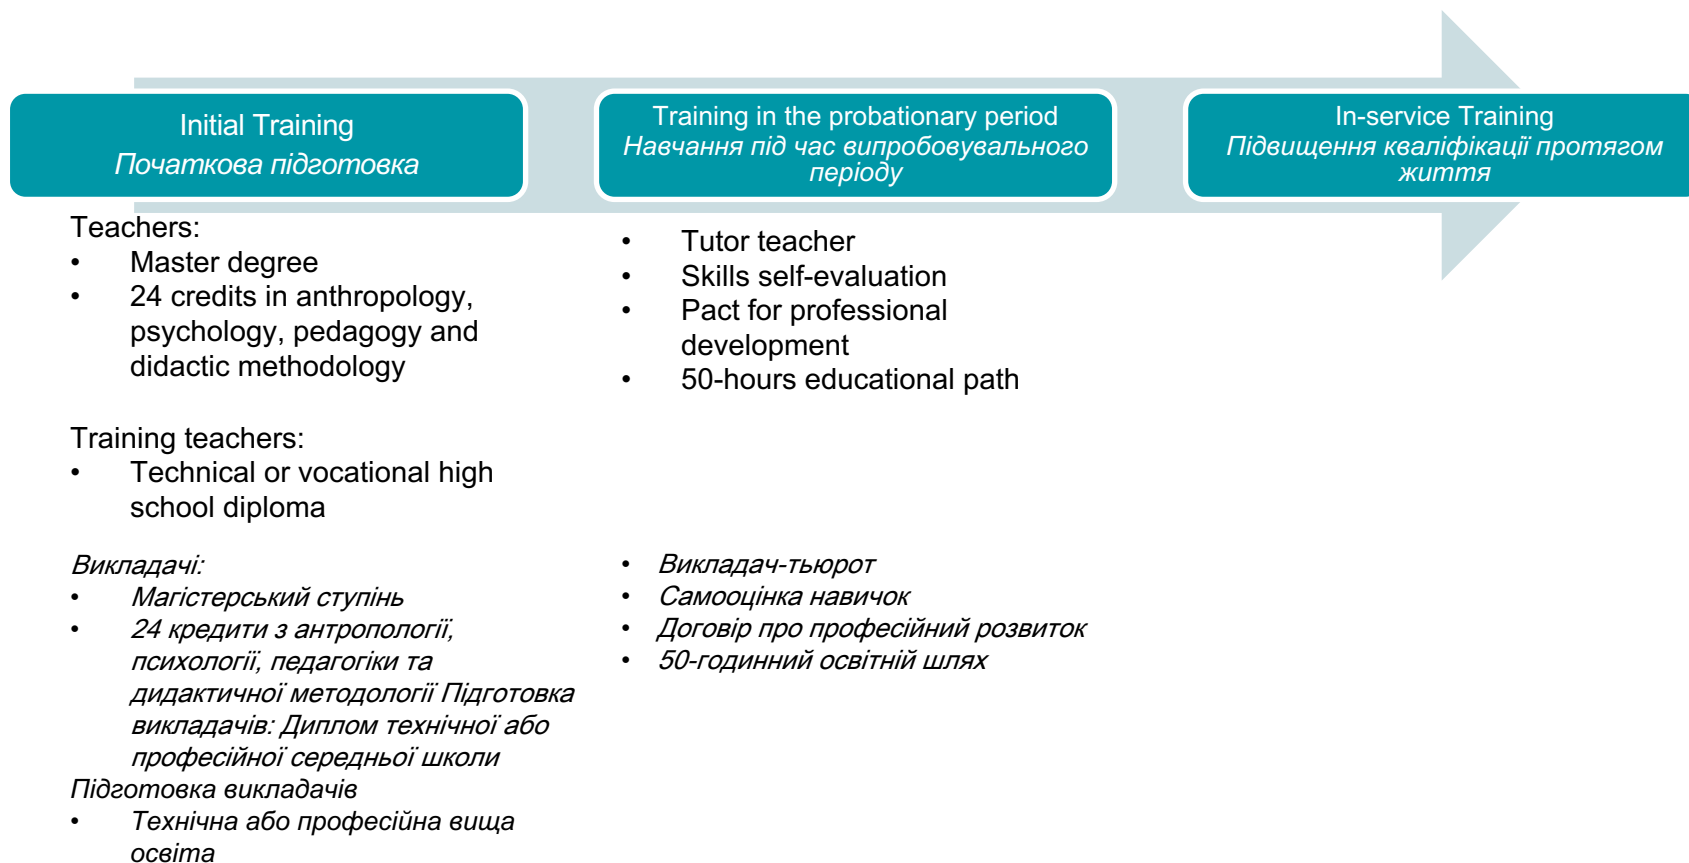 Initial Training
Початкова підготовка
Training in the probationary period
Навчання під час випробовувального
періоду
In-service Training
Підвищення кваліфікації протягом
життя
Teachers:
• Master degree
• 24 credits in anthropology,
psychology, pedagogy and
didactic methodology
Training teachers:
• Technical or vocational high
school diploma
• Tutor teacher
• Skills self-evaluation
• Pact for professional
development
• 50-hours educational path
Викладачі:
• Магістерський ступінь
• 24 кредити з антропології,
психології, педагогіки та
дидактичної методології Підготовка
викладачів: Диплом технічної або
професійної середньої школи
Підготовка викладачів
• Технічна або професійна вища
освіта
• Викладач-тьюрот
• Самооцінка навичок
• Договір про професійний розвиток
• 50-годинний освітній шлях